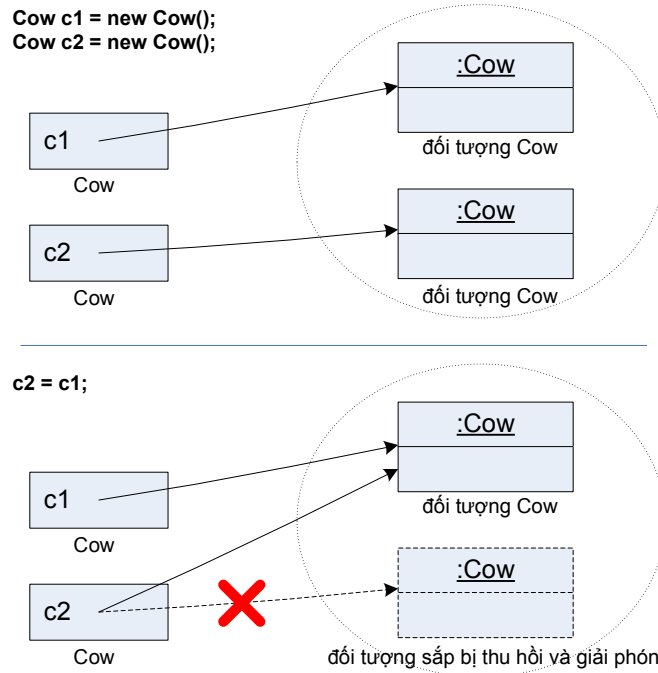 Cow c1 = new Cow();
Cow c2 = new Cow();
:Cow
c1
đối tượng Cow
Cow
:Cow
c2
đối tượng Cow
Cow
c2 = c1;
:Cow
c1
đối tượng Cow
Cow
:Cow
c2
Cow
đối tượng sắp bị thu hồi và giải phón